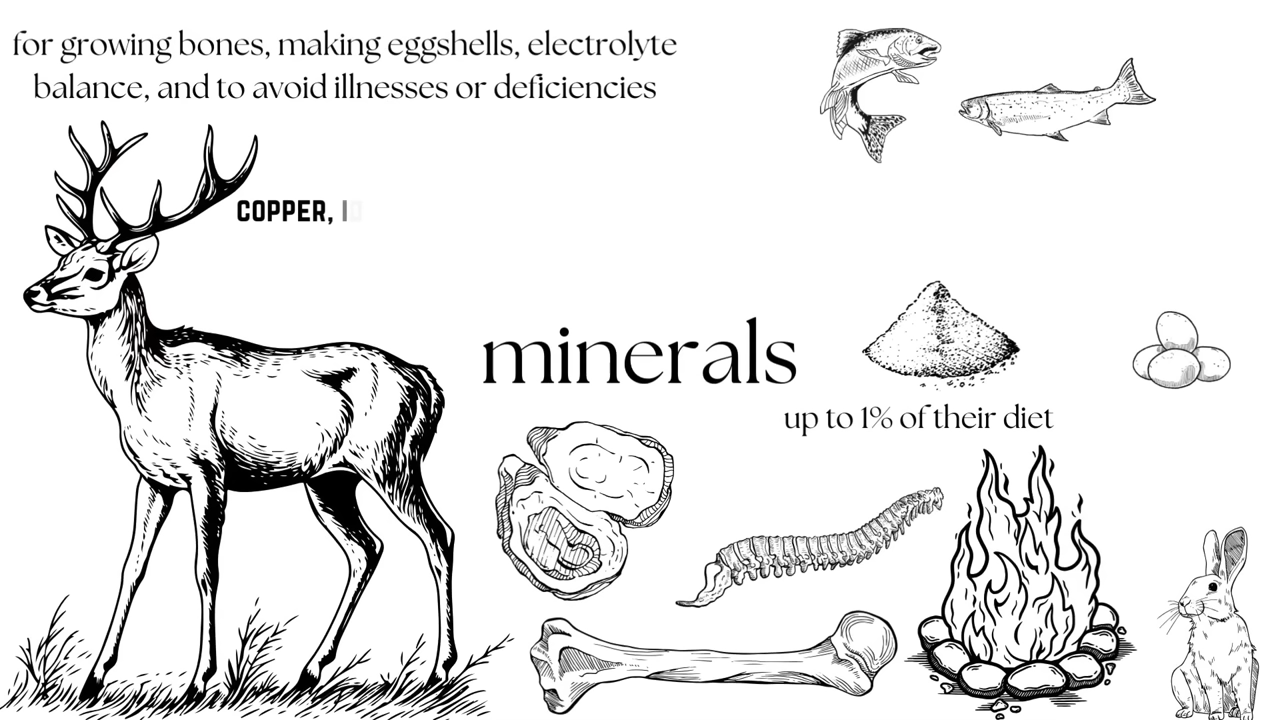 for growing bones, making eggshells, electrolyte
balance, and to avoid illnesses or deficiencies
COPPER,
minerals
up to 1% of their diet